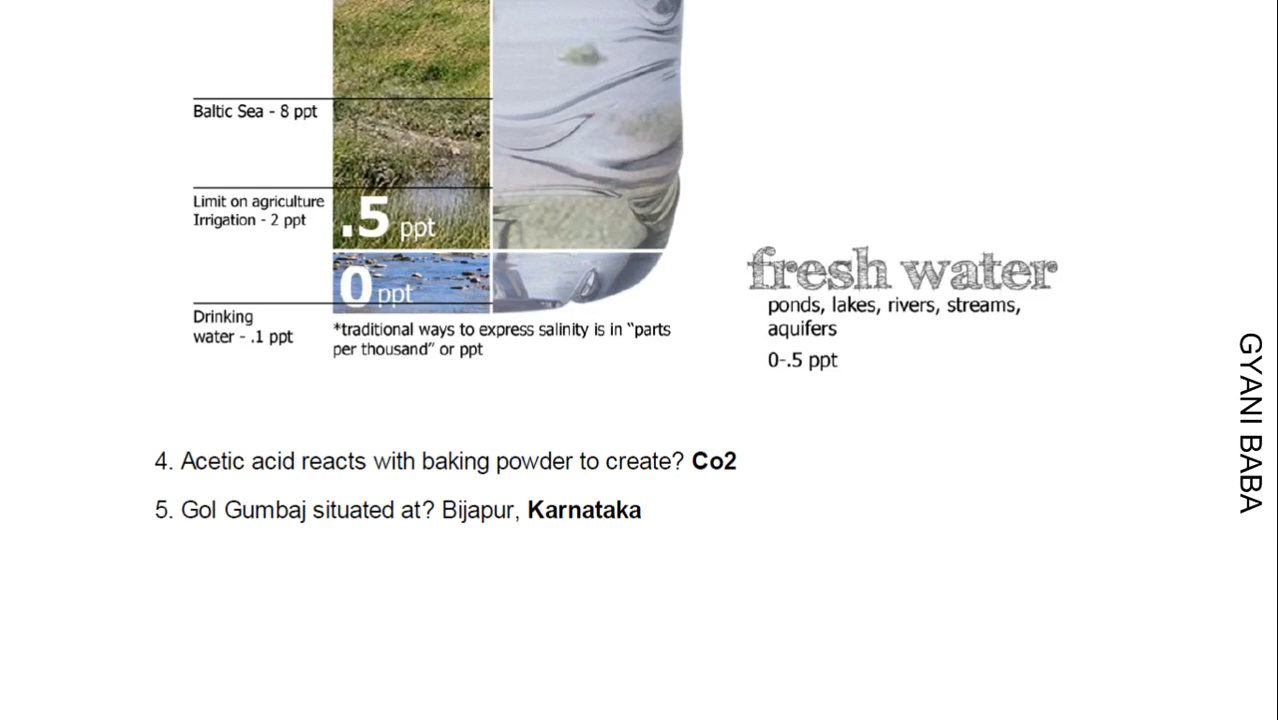 Baltic Sea - 8 ppt
Limit on agriculture
Irrigation - 2 ppt
.5 ppt
0 ppt
Drinking
water - .1 ppt
*traditional ways to express salinity is in "parts
per thousand" or ppt
fresh water
ponds, lakes, rivers, streams,
aquifers
0-.5 ppt
4. Acetic acid reacts with baking powder to create? Co2
5. Gol Gumbaj situated at? Bijapur, Karnataka
GYANI BABA